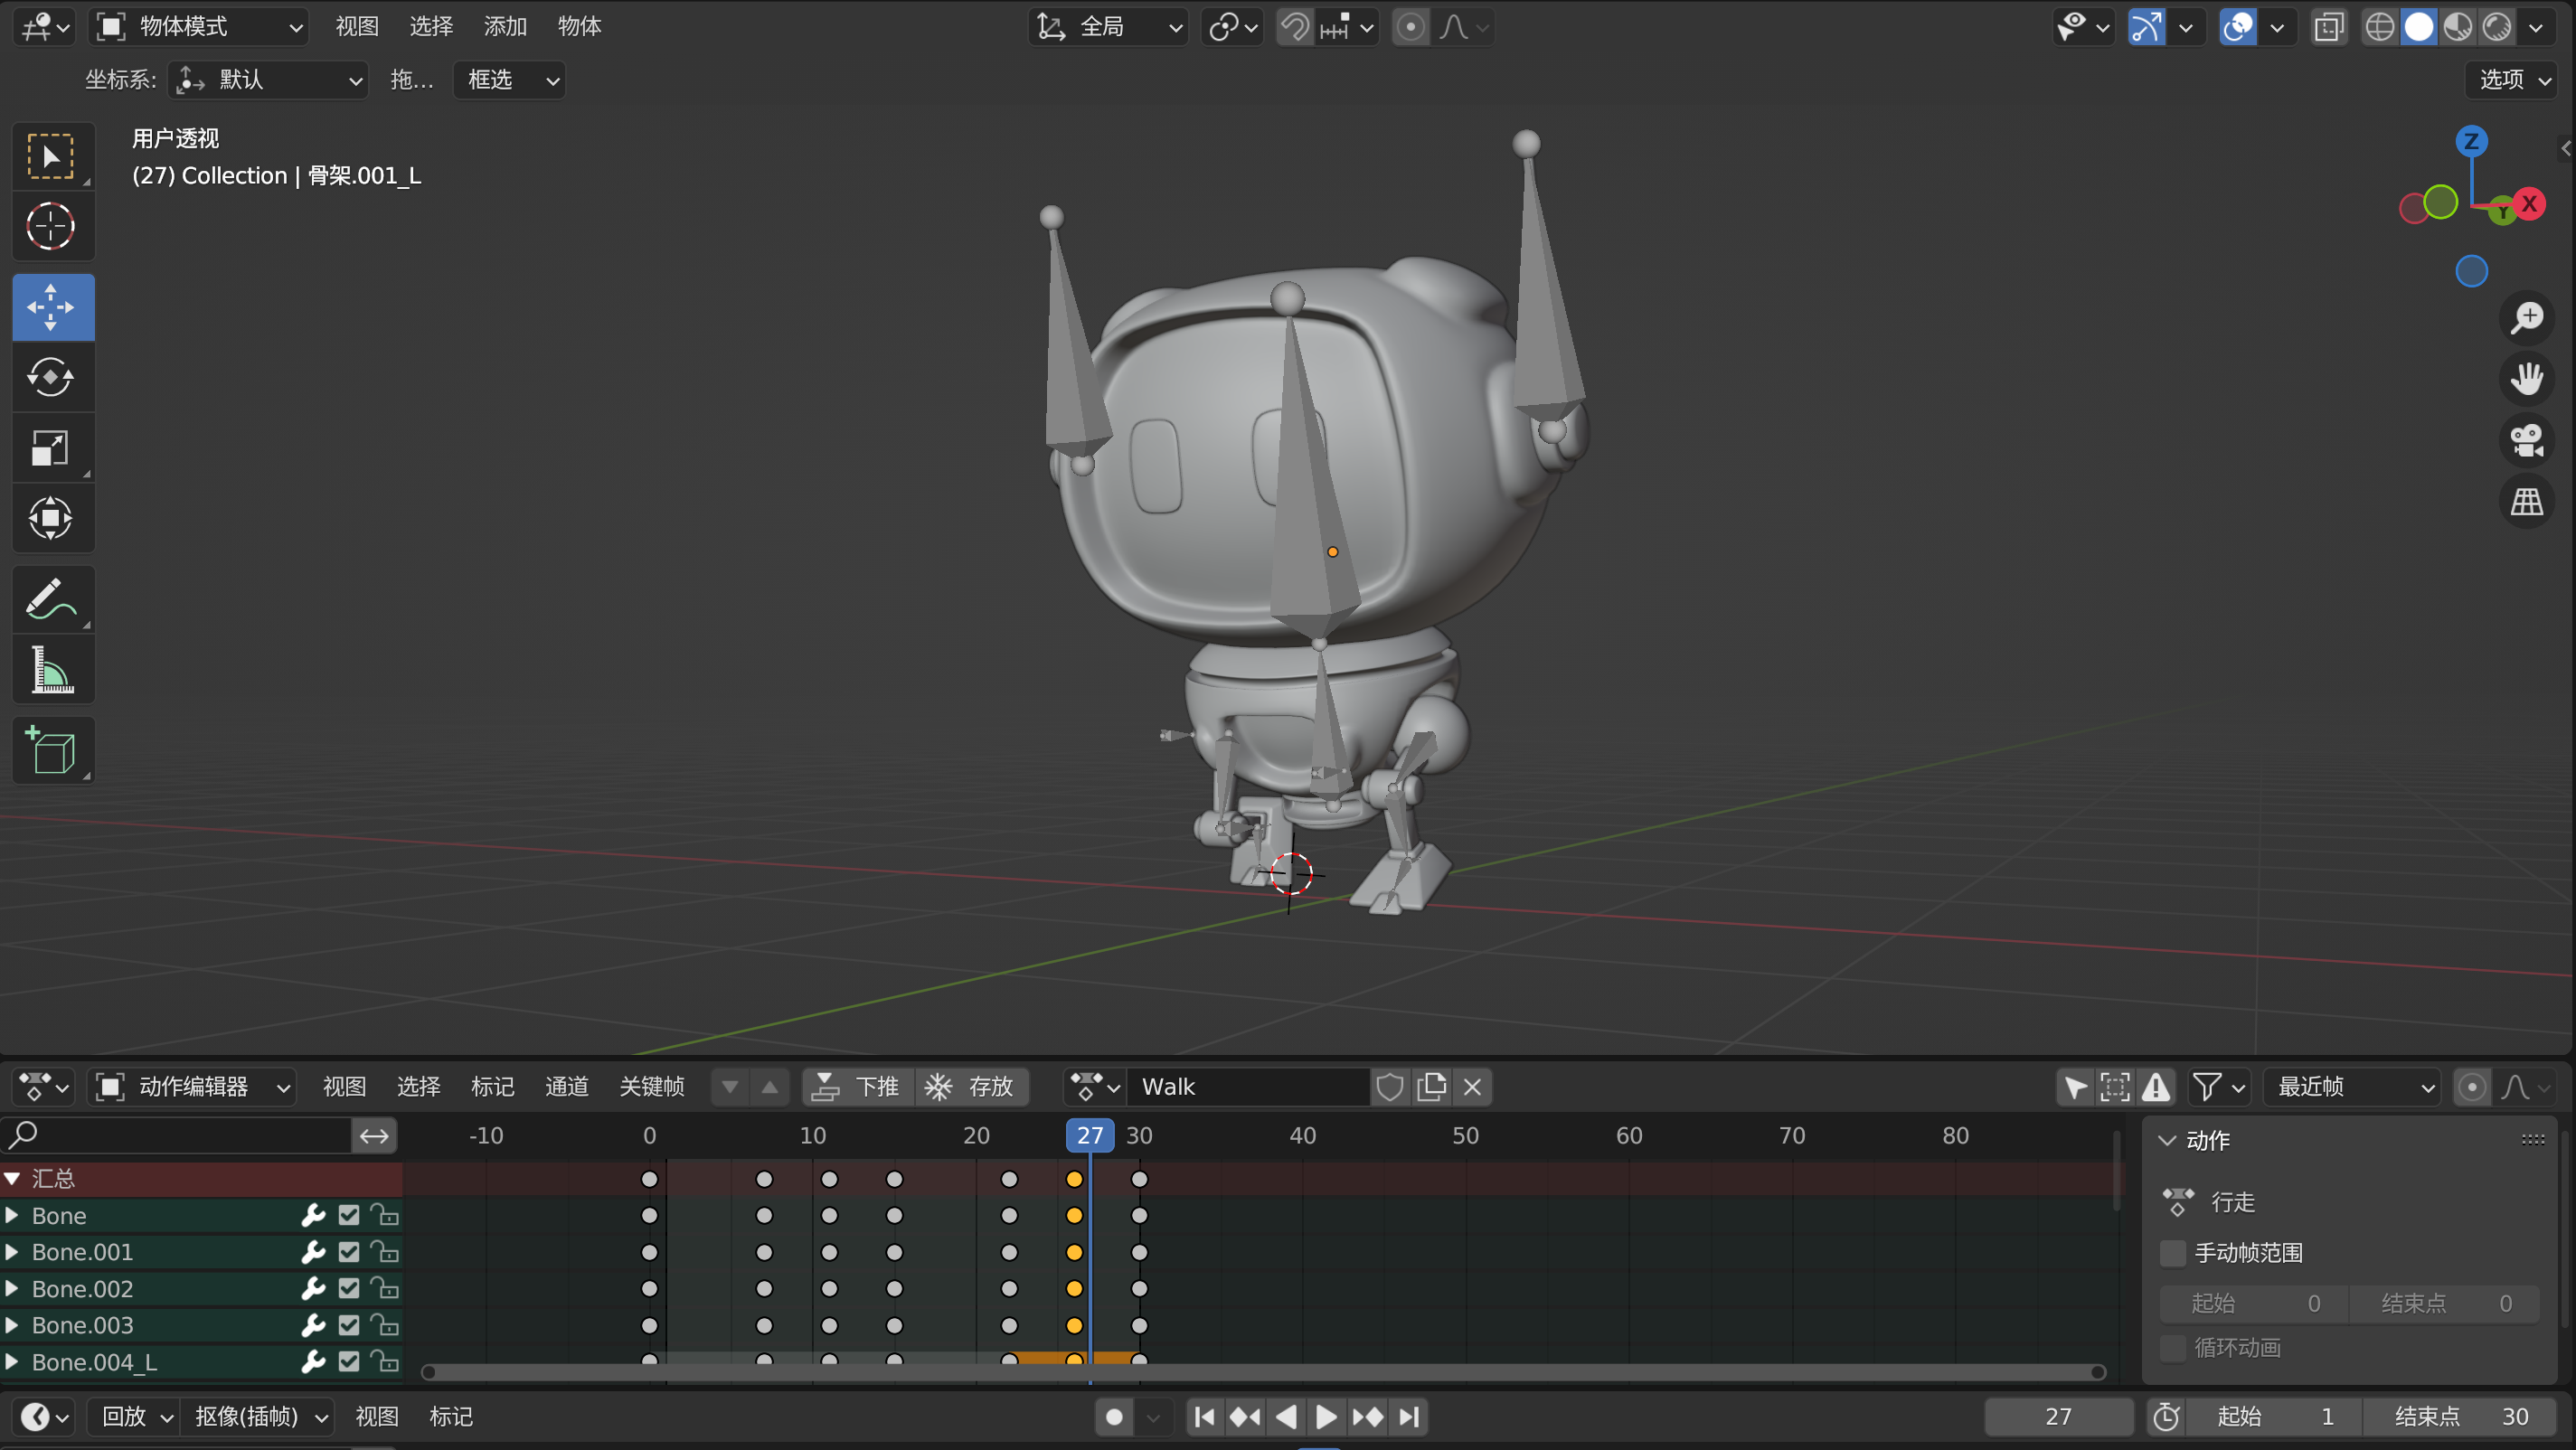 物体模式 视图 选择 添加 物体 全局
坐标系: 默认 拖... 框选 选项
用户透视
(27) Collection | 骨架.001_L
Z
Y X
动作编辑器 视图 选择 标记 通道 关键帧 下推 存放 Walk 最近帧
-10 0 10 20 27 30 40 50 60 70 80
动作
汇总
行走
Bone
手动帧范围
Bone.001
Bone.002
起始 0 结束点 0
Bone.003
循环动画
Bone.004_L
回放 抠像(插帧) 视图 标记 27 起始 1 结束点 30